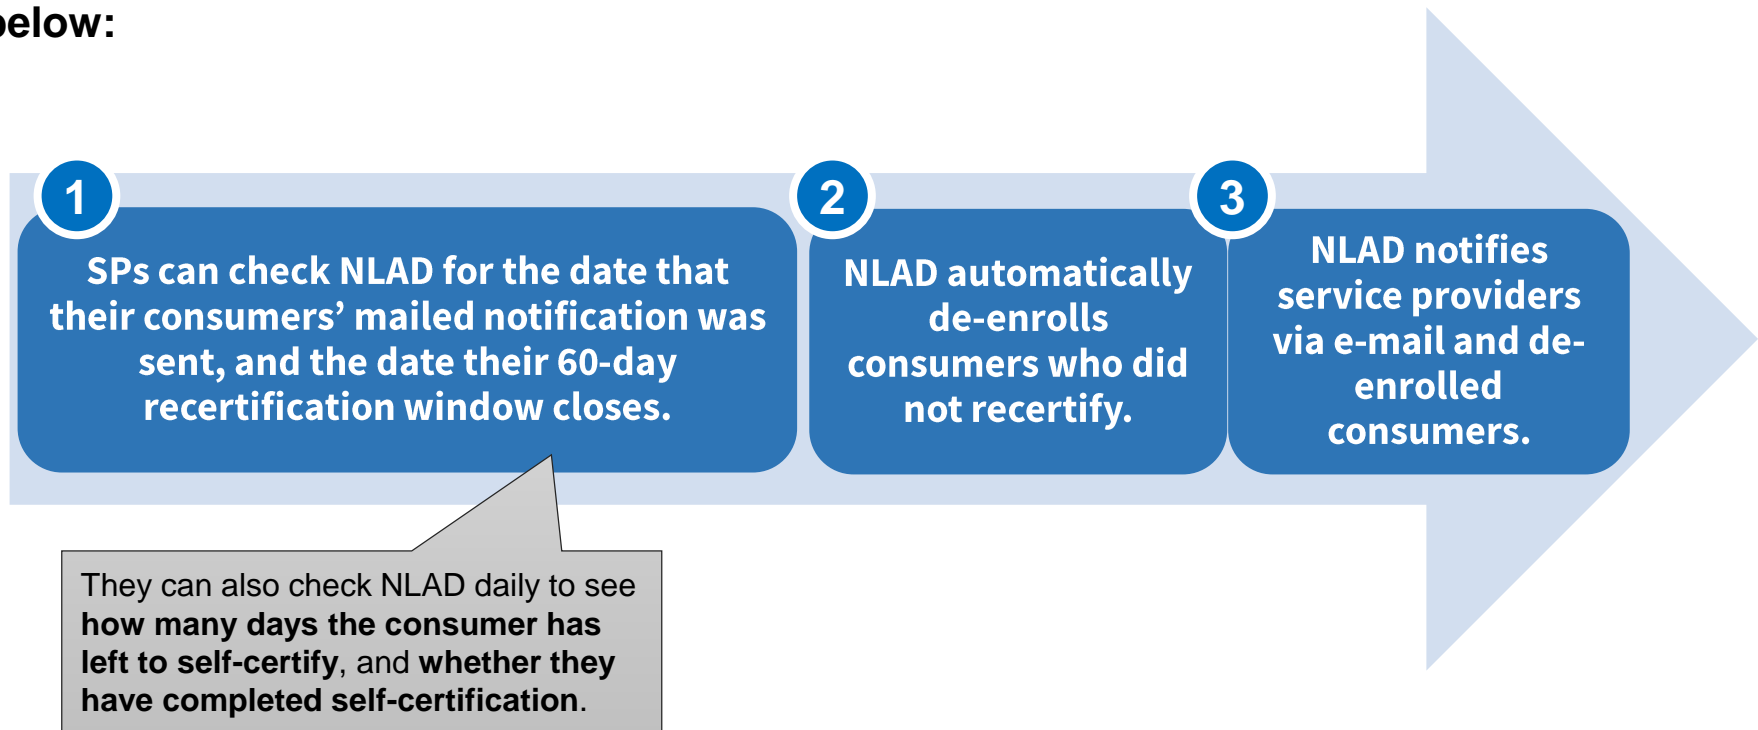 below:
1
SPs can check NLAD for the date that
their consumers’ mailed notification was
sent, and the date their 60-day
recertification window closes.
2
NLAD automatically
de-enrolls
consumers who did
not recertify.
3
NLAD notifies
service providers
via e-mail and de-
enrolled
consumers.
They can also check NLAD daily to see
how many days the consumer has
left to self-certify, and whether they
have completed self-certification.